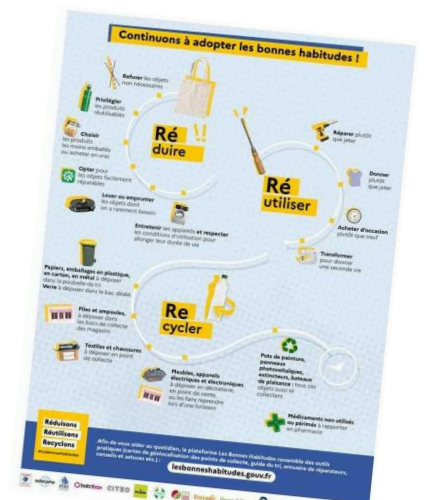 Continuons à adopter les bonnes habitudes !
Refuser les objets
non nécessaires
Privilégier
les produits
réutilisables
Choisir
les produits
les moins emballés
ou acheter en vrac
Opter pour
les objets facilement
réparables
Louer ou emprunter
les objets dont
on a rarement besoin
Entretenir ses appareils et respecter
les conditions d'utilisation pour
allonger leur durée de vie
Ré
duire
Réparer plutôt
que jeter
Donner
plutôt
que jeter
Acheter d'occasion
plutôt que neuf
Transformer
pour donner
une seconde vie
Ré
utiliser
Papiers, emballages en plastique,
en carton, en métal à déposer
dans la poubelle de tri
Verre à déposer dans le bac dédié
Piles et ampoules,
à déposer dans
les bacs de collecte
des magasins
Textiles et chaussures
à déposer en point
de collecte
Re
cycler
Meubles, appareils
électriques et électroniques
à déposer en déchèterie,
en point de vente,
ou les faire reprendre
lors d'une livraison
Pots de peinture,
panneaux
photovoltaïques,
extincteurs, bateaux
de plaisance : tous ces
objets aussi se
collectent
Médicaments non utilisés
ou périmés à rapporter
en pharmacie
Réduisons
Réutilisons
Recyclons
Afin de vous aider au quotidien, la plateforme Les Bonnes Habitudes rassemble des outils
pratiques (cartes de géolocalisation des points de collecte, guide du tri, annuaire de réparateurs,
conseils et astuces etc.) :
lesbonneshabitudes.gouv.fr
batribox CITEO